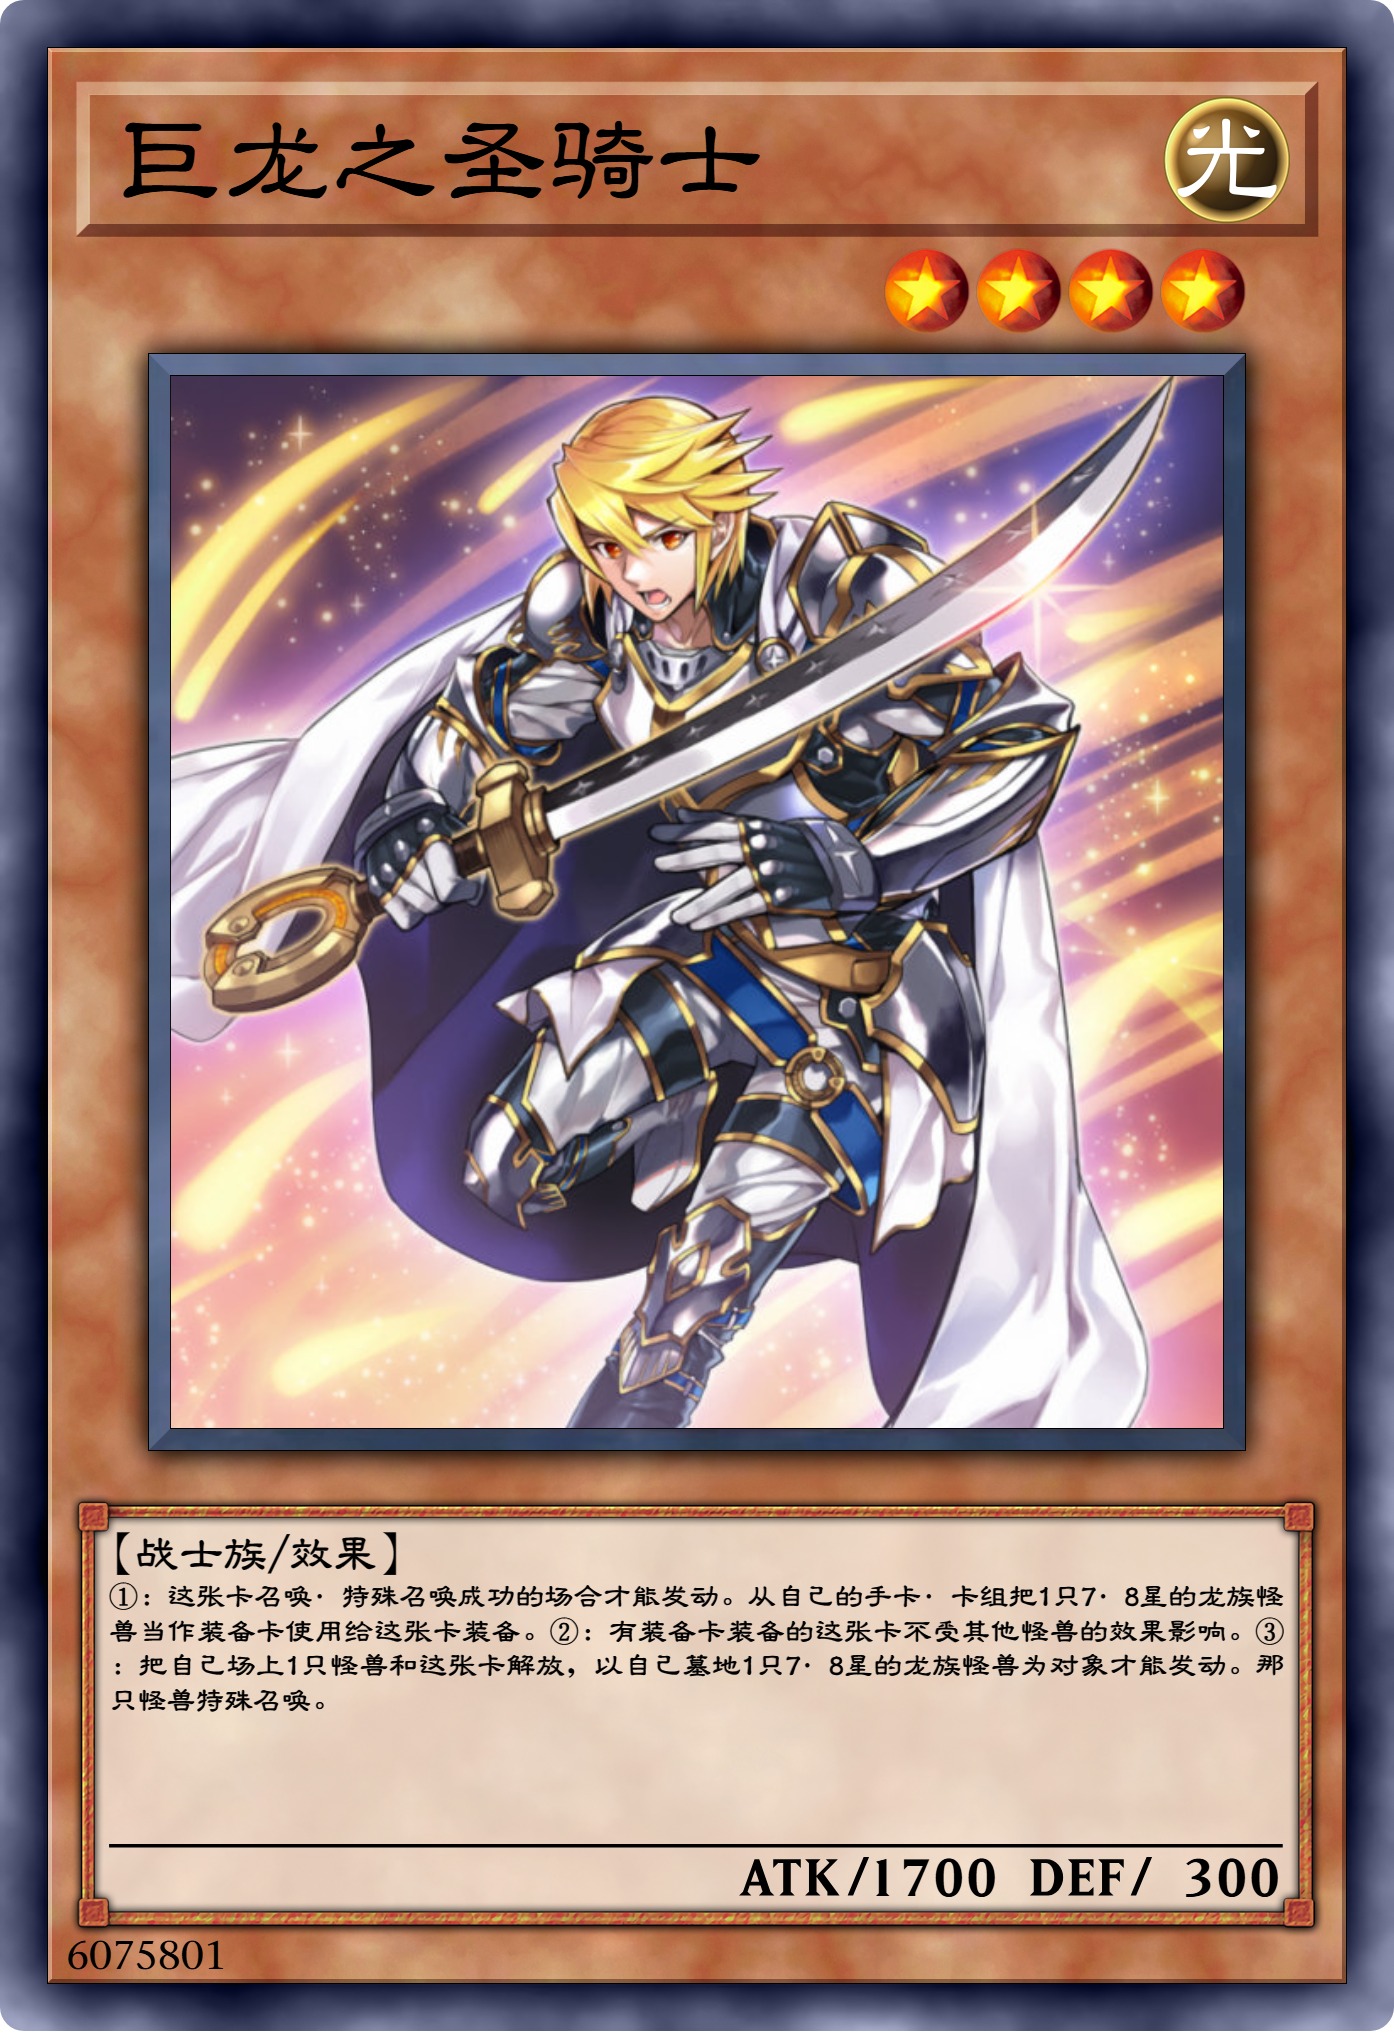 巨龙之圣骑士
光
【战士族/效果】
①：这张卡召唤·特殊召唤成功的场合才能发动。从自己的手卡·卡组把1只7·8星的龙族怪
兽当作装备卡使用给这张卡装备。②：有装备卡装备的这张卡不受其他怪兽的效果影响。③
：把自己场上1只怪兽和这张卡解放，以自己墓地1只7·8星的龙族怪兽为对象才能发动。那
只怪兽特殊召唤。
ATK/1700 DEF/ 300
6075801